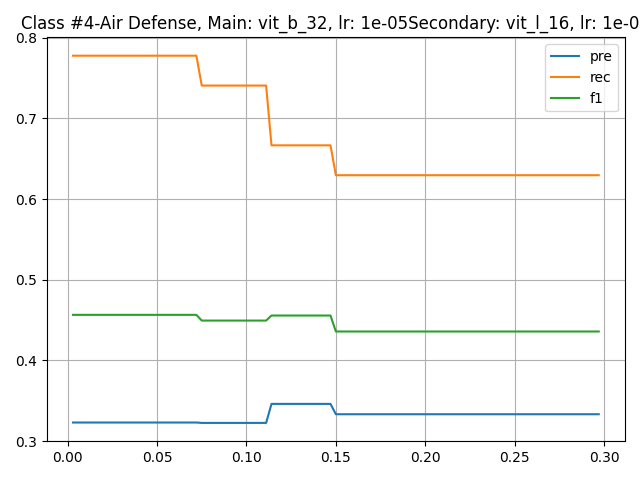 Class #4-Air Defense, Main: vit_b_32, lr: 1e-05Secondary: vit_l_16, lr: 1e-0
0.8
0.7
0.6
0.5
0.4
0.3
pre
rec
f1
0.00 0.05 0.10 0.15 0.20 0.25 0.30